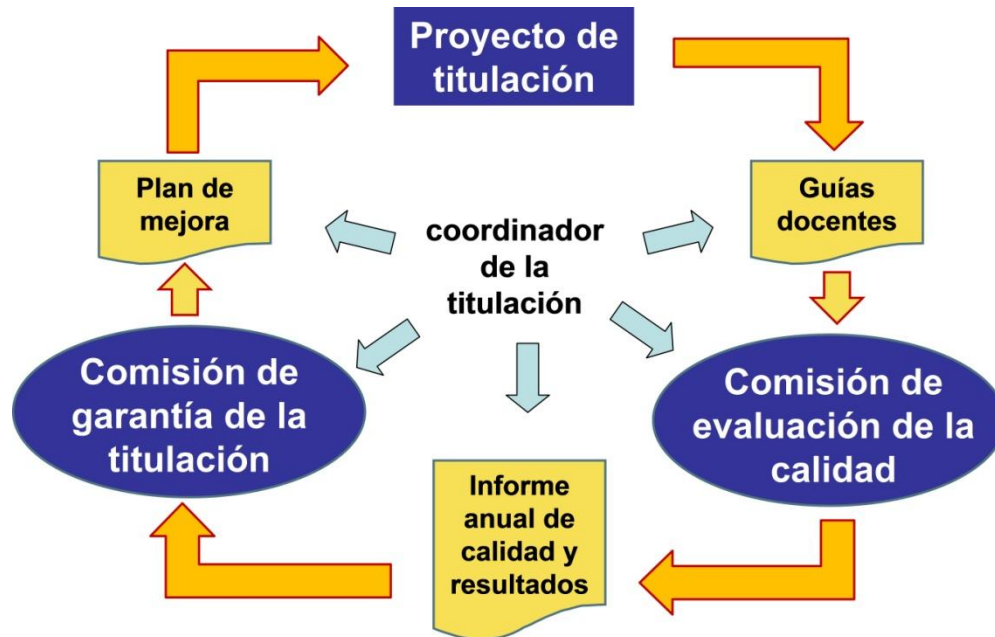 Proyecto de
titulación
Plan de
mejora
Guías
docentes
coordinador
de la
titulación
Comisión de
garantía de la
titulación
Comisión de
evaluación de la
calidad
Informe
anual de
calidad y
resultados